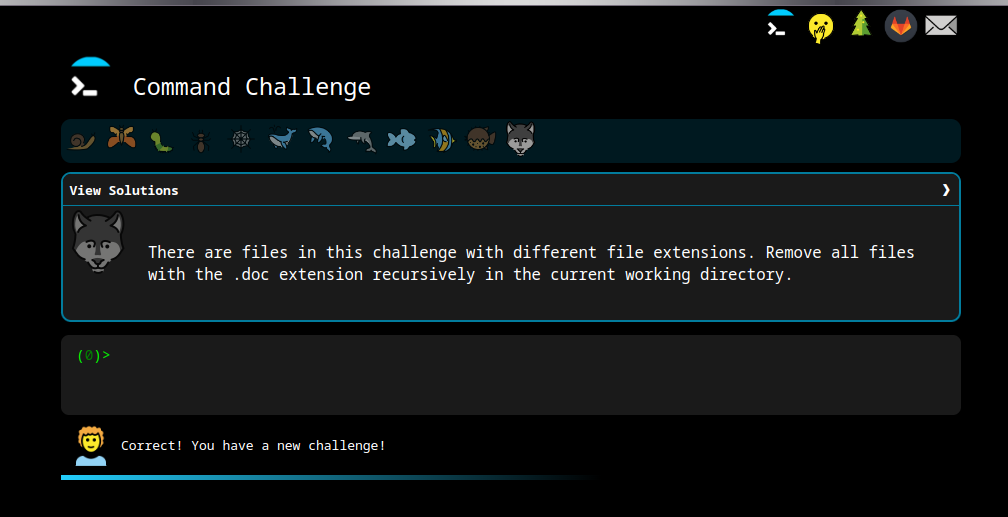 Command Challenge
View Solutions
There are files in this challenge with different file extensions. Remove all files
with the .doc extension recursively in the current working directory.
(0)>
Correct! You have a new challenge!